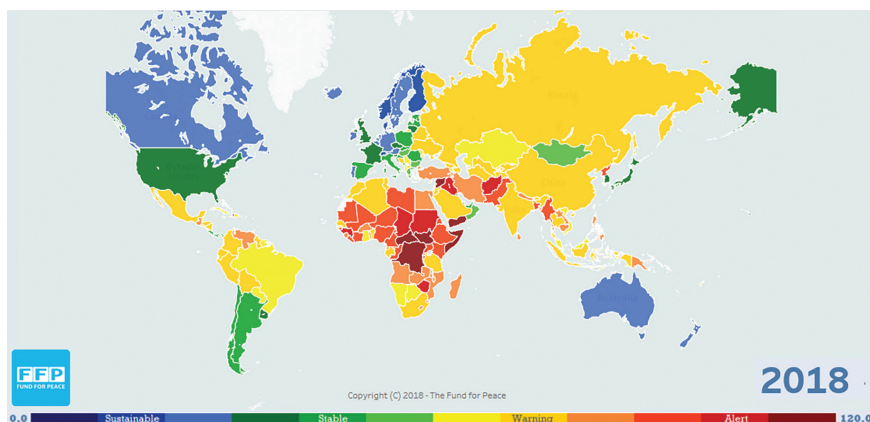 FFP
FUND FOR PEACE
Copyright (C) 2018 - The Fund for Peace
2018
0.0 Sustainable Stable Warning Alert 120.0